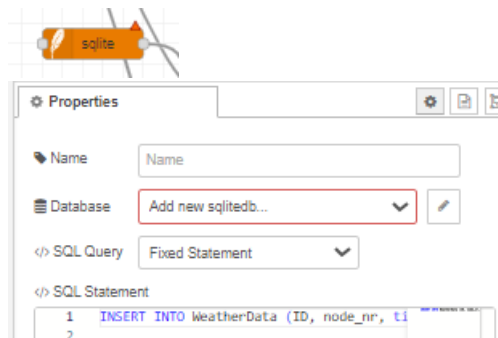 sqlite
Properties
Name Name
Database Add new sqlitedb...
</> SQL Query Fixed Statement
</> SQL Statement
1 INSERT INTO WeatherData (ID, node_nr, ti
2